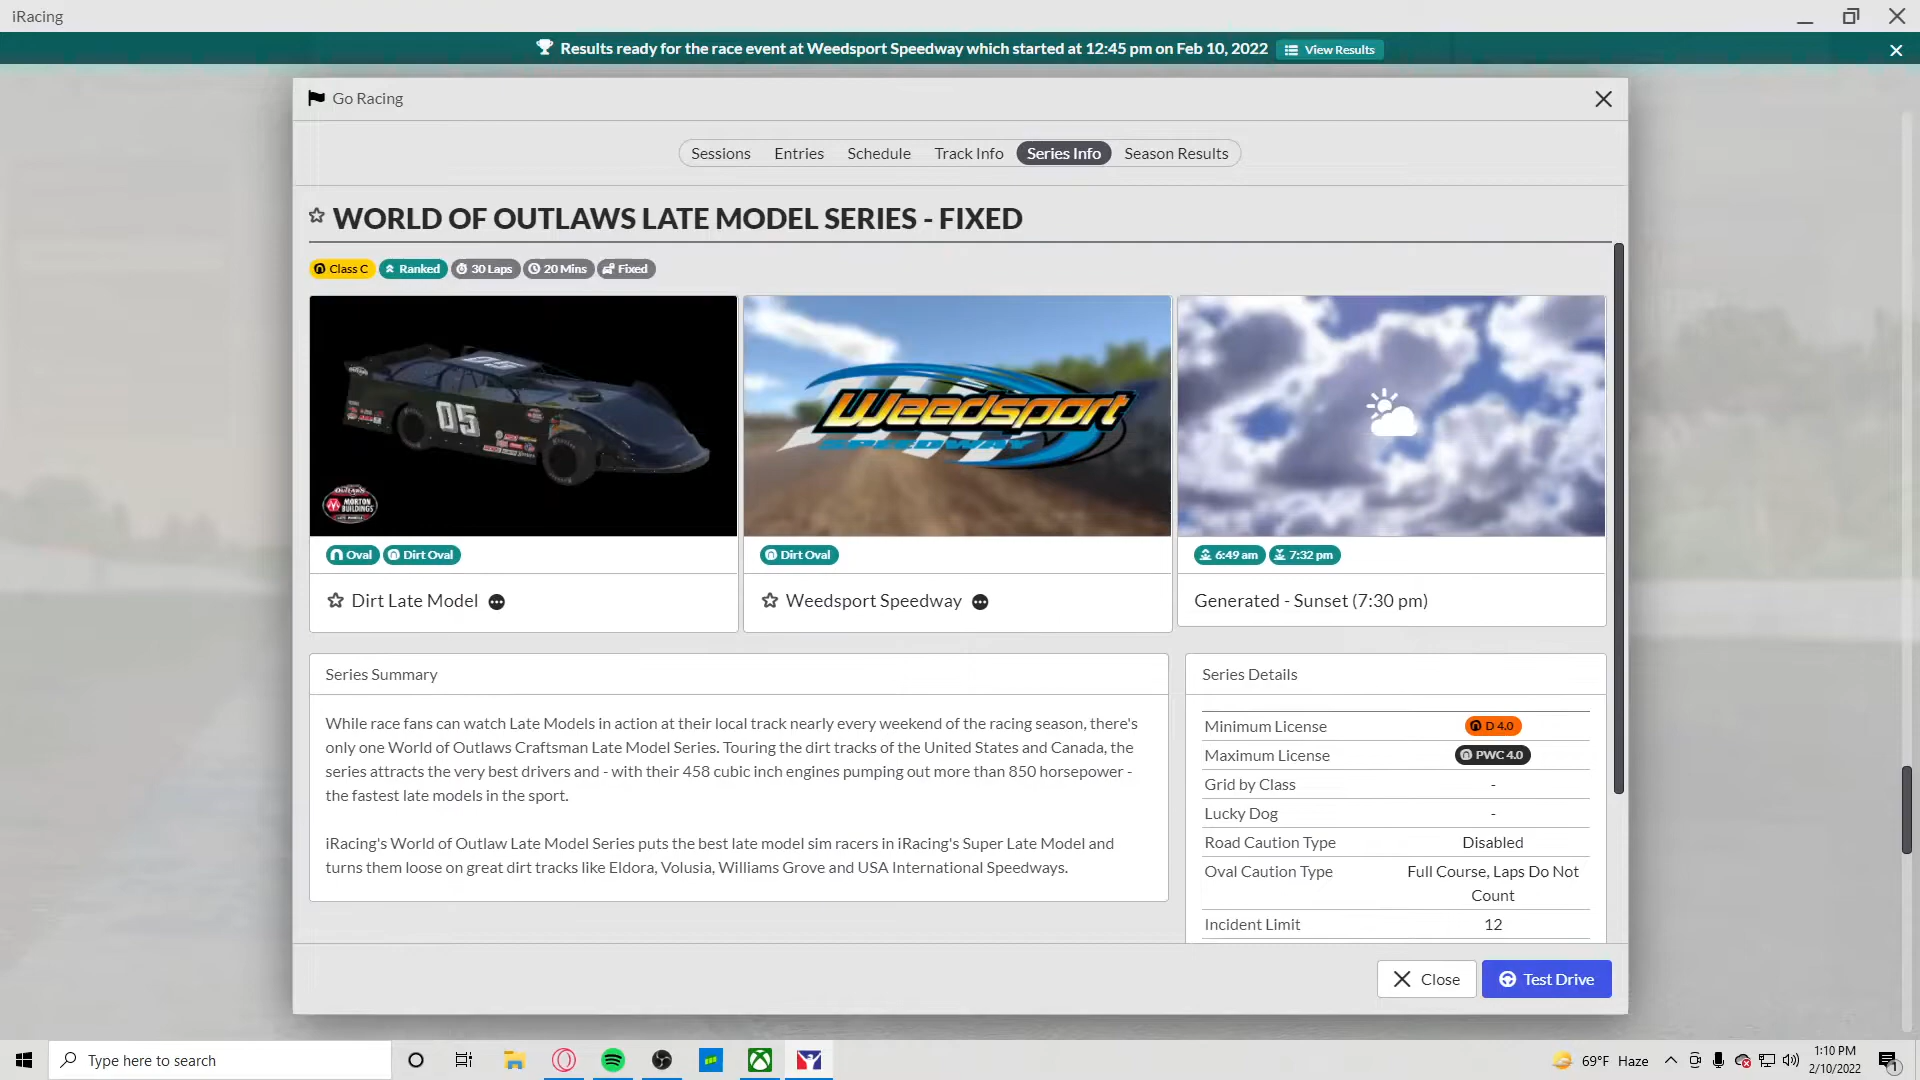 iRacing
Results ready for the race event at Weedsport Speedway which started at 12:45 pm on Feb 10, 2022 View Results
Go Racing
Sessions Entries Schedule Track Info Series Info Season Results
WORLD OF OUTLAWS LATE MODEL SERIES - FIXED
Class C Ranked 30 Laps 20 Mins Fixed
05
05
OUTLAWS
MORTON
BUILDINGS
Weedsport
SPEEDWAY
Oval Dirt Oval
Dirt Oval
6:49 am 7:32 pm
Dirt Late Model
Weedsport Speedway
Generated - Sunset (7:30 pm)
Series Summary
While race fans can watch Late Models in action at their local track nearly every weekend of the racing season, there's
only one World of Outlaws Craftsman Late Model Series. Touring the dirt tracks of the United States and Canada, the
series attracts the very best drivers and - with their 458 cubic inch engines pumping out more than 850 horsepower -
the fastest late models in the sport.
iRacing's World of Outlaw Late Model Series puts the best late model sim racers in iRacing's Super Late Model and
turns them loose on great dirt tracks like Eldora, Volusia, Williams Grove and USA International Speedways.
Series Details
Minimum License D 4.0
Maximum License PWC 4.0
Grid by Class -
Lucky Dog -
Road Caution Type Disabled
Oval Caution Type Full Course, Laps Do Not
Count
Incident Limit 12
Close Test Drive
Type here to search
69°F Haze
1:10 PM
2/10/2022
1